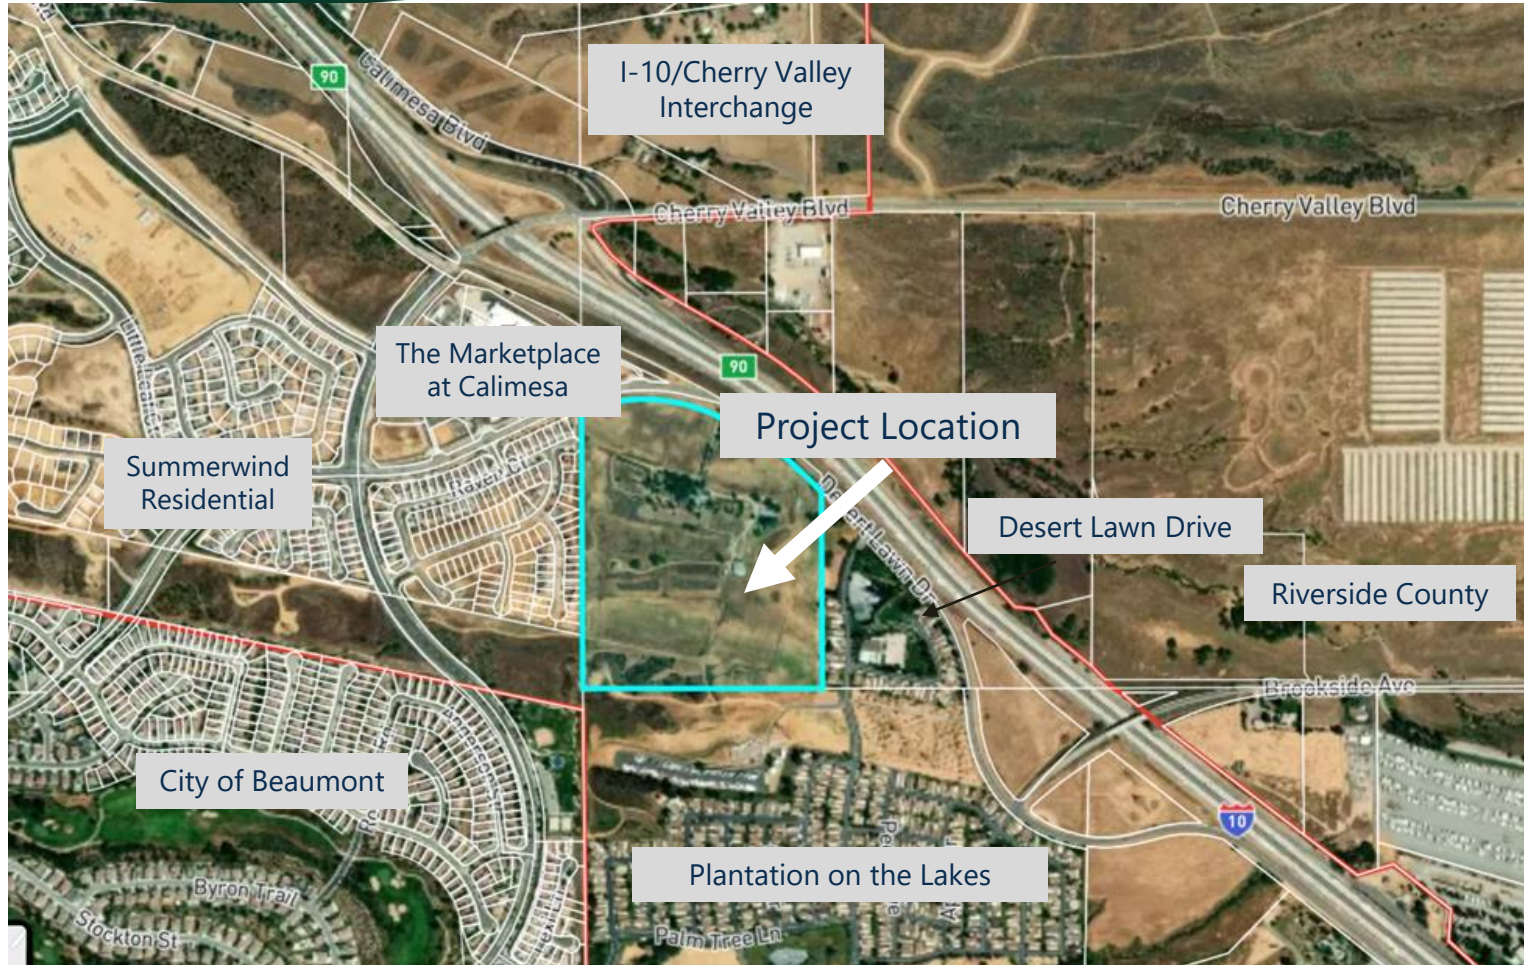 I-10/Cherry Valley
Interchange
90
Calimesa Blvd
Cherry Valley Blvd
Cherry Valley Blvd
The Marketplace
at Calimesa
90
Project Location
Summerwind
Residential
Raven Ct
Desert Lawn Dr
Desert Lawn Drive
Riverside County
Brookside Ave
City of Beaumont
10
Plantation on the Lakes
Byron Trail
Stockton St
Palm Tree Ln